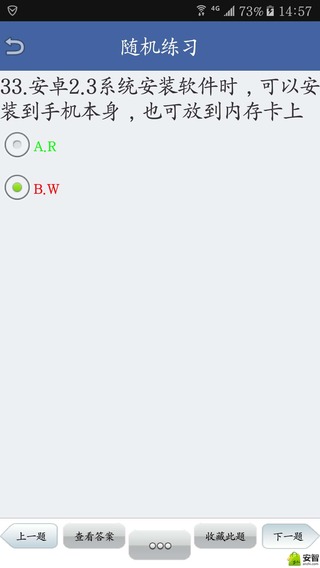 4G 73% 14:57
随机练习
33.安卓2.3系统安装软件时，可以安
装到手机本身，也可放到内存卡上
A.R
B.W
上一题 查看答案 收藏此题 下一题
安智